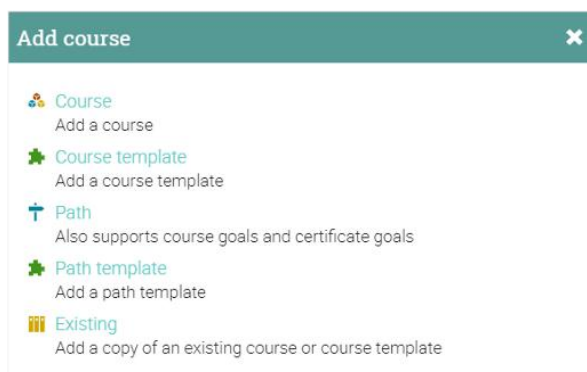 Add course
Course
Add a course
Course template
Add a course template
Path
Also supports course goals and certificate goals
Path template
Add a path template
Existing
Add a copy of an existing course or course template